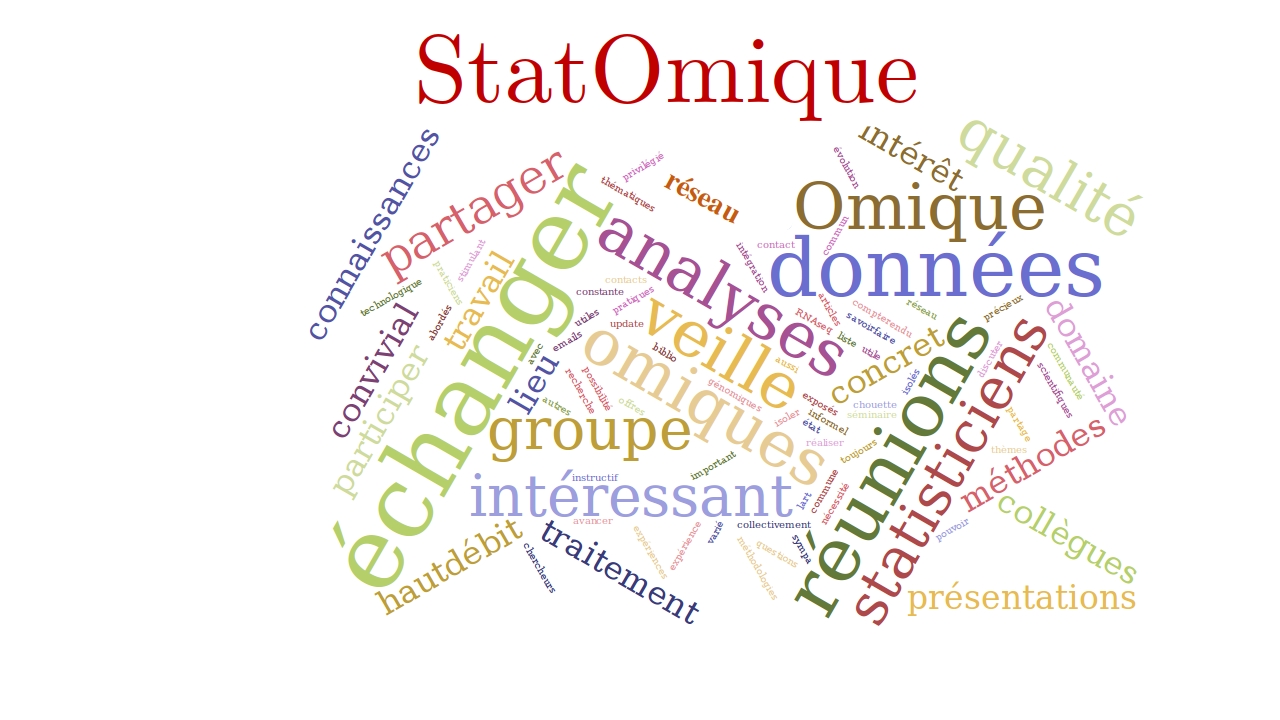 StatOmique
connaissances
partager
privilégié
thématiques
réseau
évolution
intérêt
qualité
Omique
données
échanger
analyses
intégration
contact
commun
stimulant
praticiens
technologique
travail
abordés
convivial
participer
contacts
constante
pratiques
utiles
update
emails
biblio
avec
lieu
veille
omiques
articles
RNAseq
compterendu
savoirfaire
réseau
précieux
liste
utile
aussi
concret
isolés
discuter
domaine
communauté
scientifiques
possibilité
recherche
autres
offres
génomiques
isoler
exposés
informel
état
réaliser
chouette
séminaire
toujours
partage
thèmes
groupe
réunions
statisticiens
méthodes
collègues
intéressant
instructif
important
lart
commune
nécessité
avancer
hautdébit
chercheurs
traitement
expériences
expérience
varié
collectivement
méthodologies
questions
sympa
pouvoir
présentations